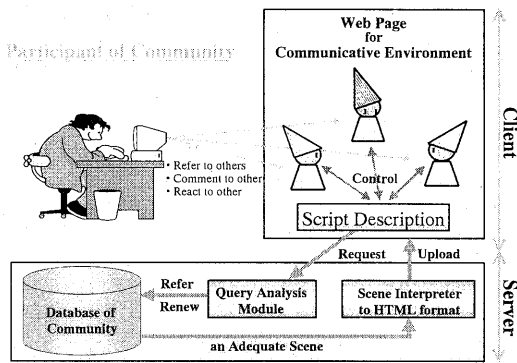 Web Page
for
Communicative Environment
Participant of Community
• Refer to others
• Comment to other
• React to other
Control
Script Description
Client
Request
Upload
Refer
Renew
Database of
Community
Query Analysis
Module
Scene Interpreter
to HTML format
an Adequate Scene
Server